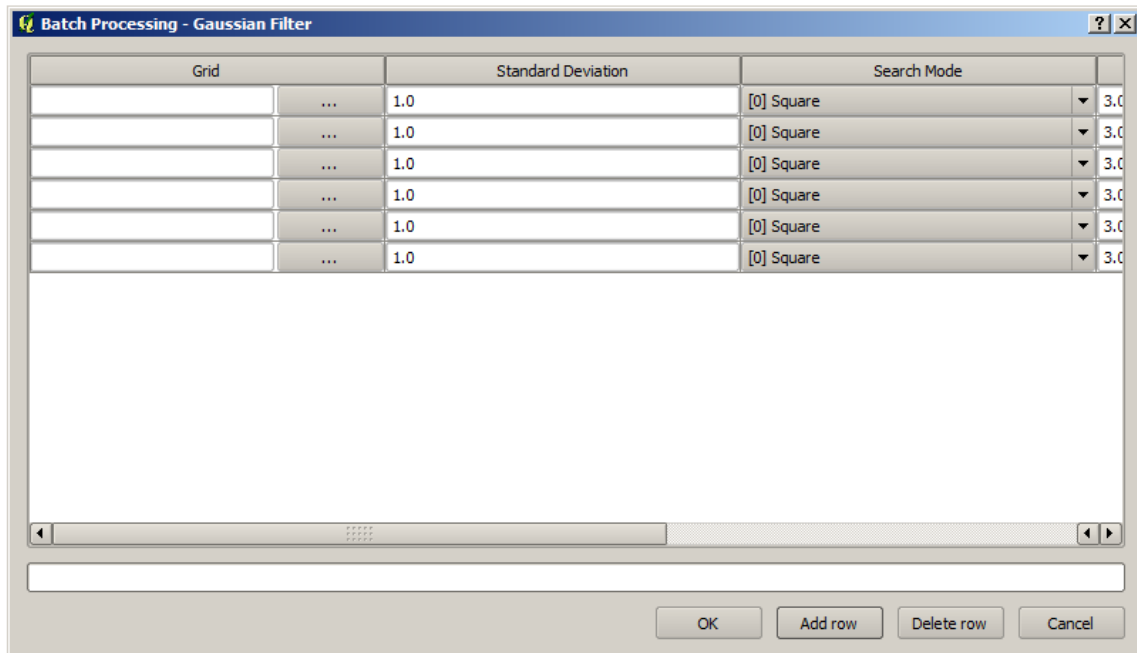 Batch Processing - Gaussian Filter
Grid Standard Deviation Search Mode
... 1.0 [0] Square 3.0
... 1.0 [0] Square 3.0
... 1.0 [0] Square 3.0
... 1.0 [0] Square 3.0
... 1.0 [0] Square 3.0
... 1.0 [0] Square 3.0
OK Add row Delete row Cancel